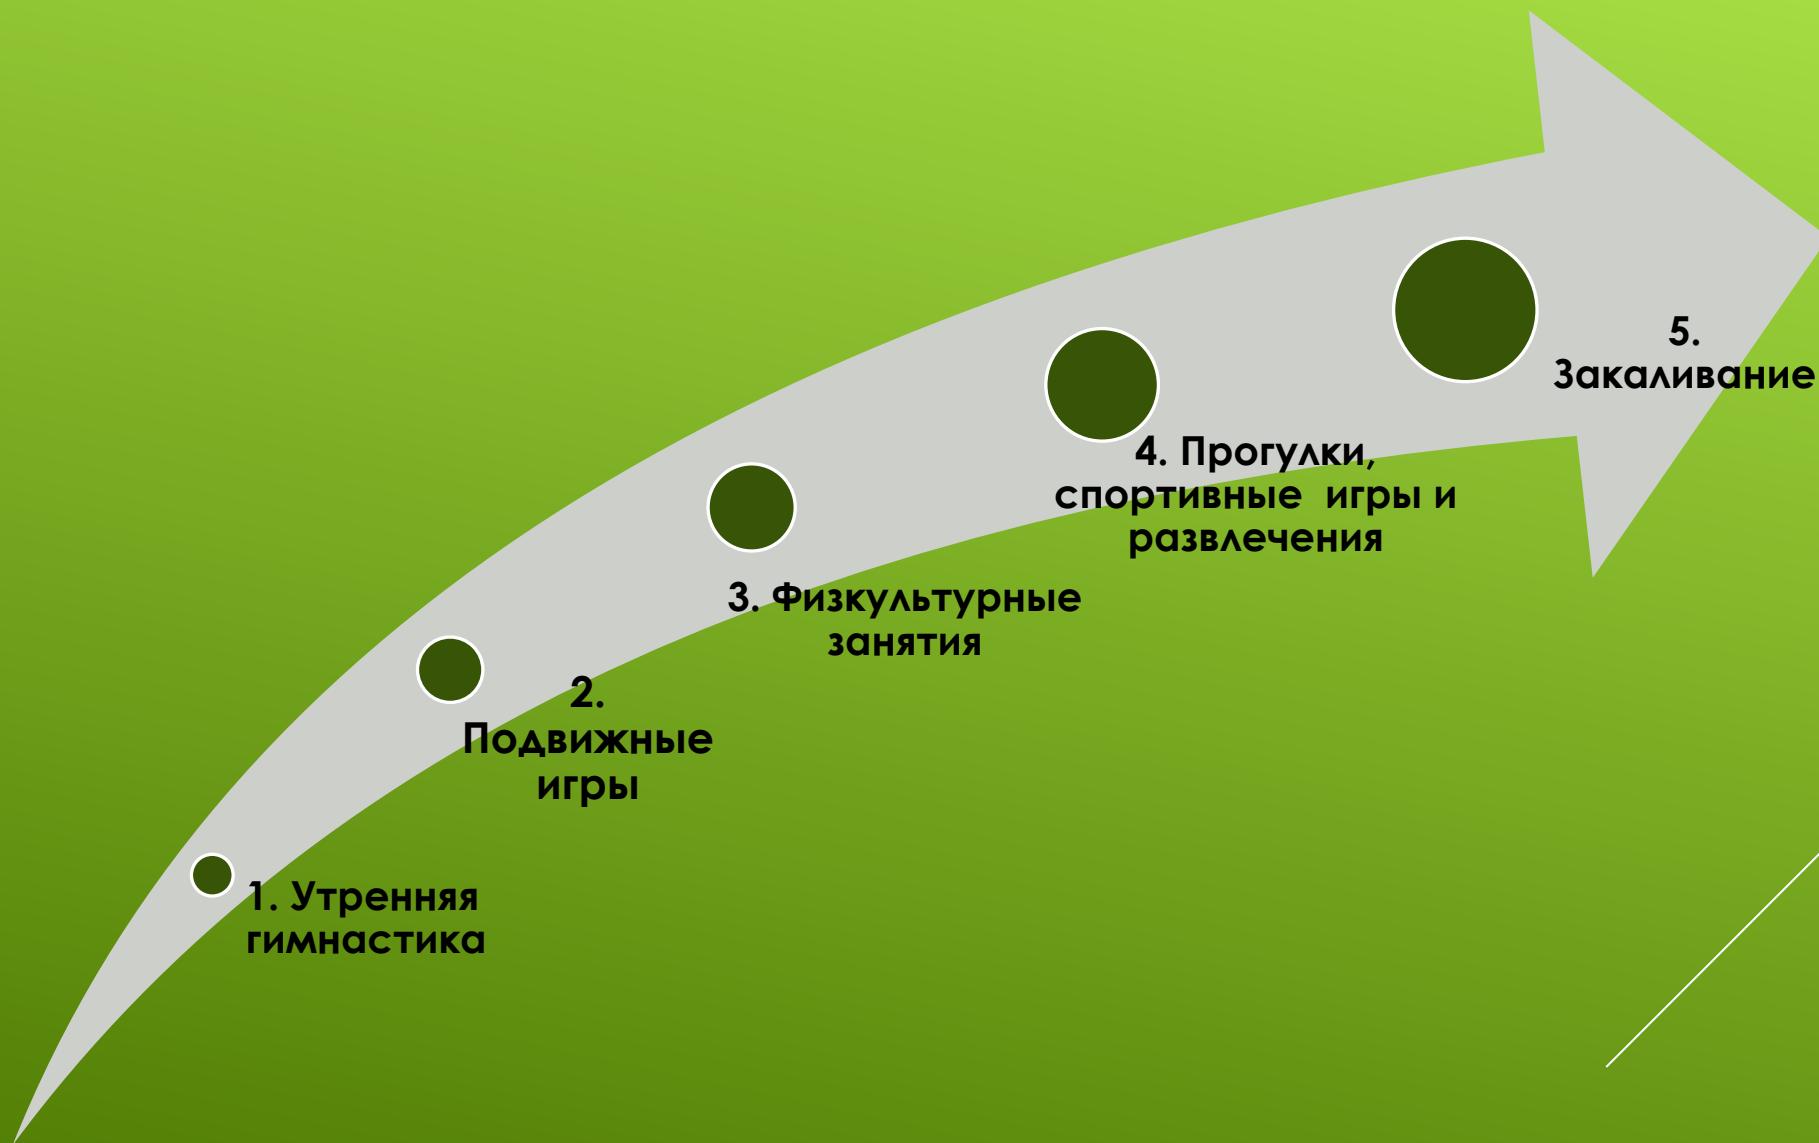 1. Утренняя
гимнастика
2.
Подвижные
игры
3. Физкультурные
занятия
4. Прогулки,
спортивные  игры и
развлечения
5.
Закаливание